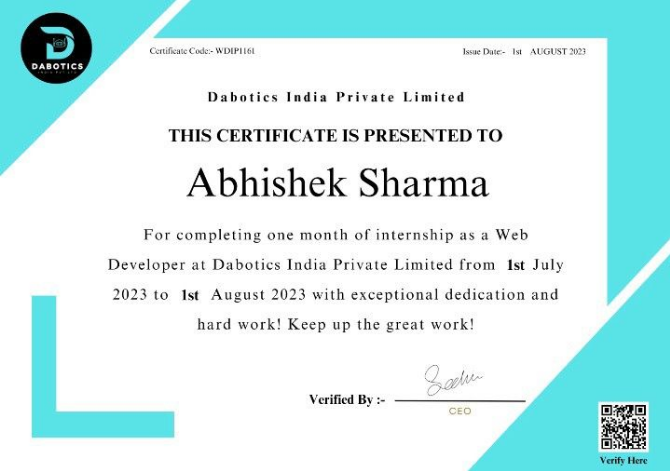 DABOTICS
INDIA PVT LTD
Certificate Code:- WDIP1161
Issue Date:- 1st AUGUST 2023
Dabotics India Private Limited
THIS CERTIFICATE IS PRESENTED TO
Abhishek Sharma
For completing one month of internship as a Web
Developer at Dabotics India Private Limited from 1st July
2023 to 1st August 2023 with exceptional dedication and
hard work! Keep up the great work!
Verified By :-
CEO
Verify Here